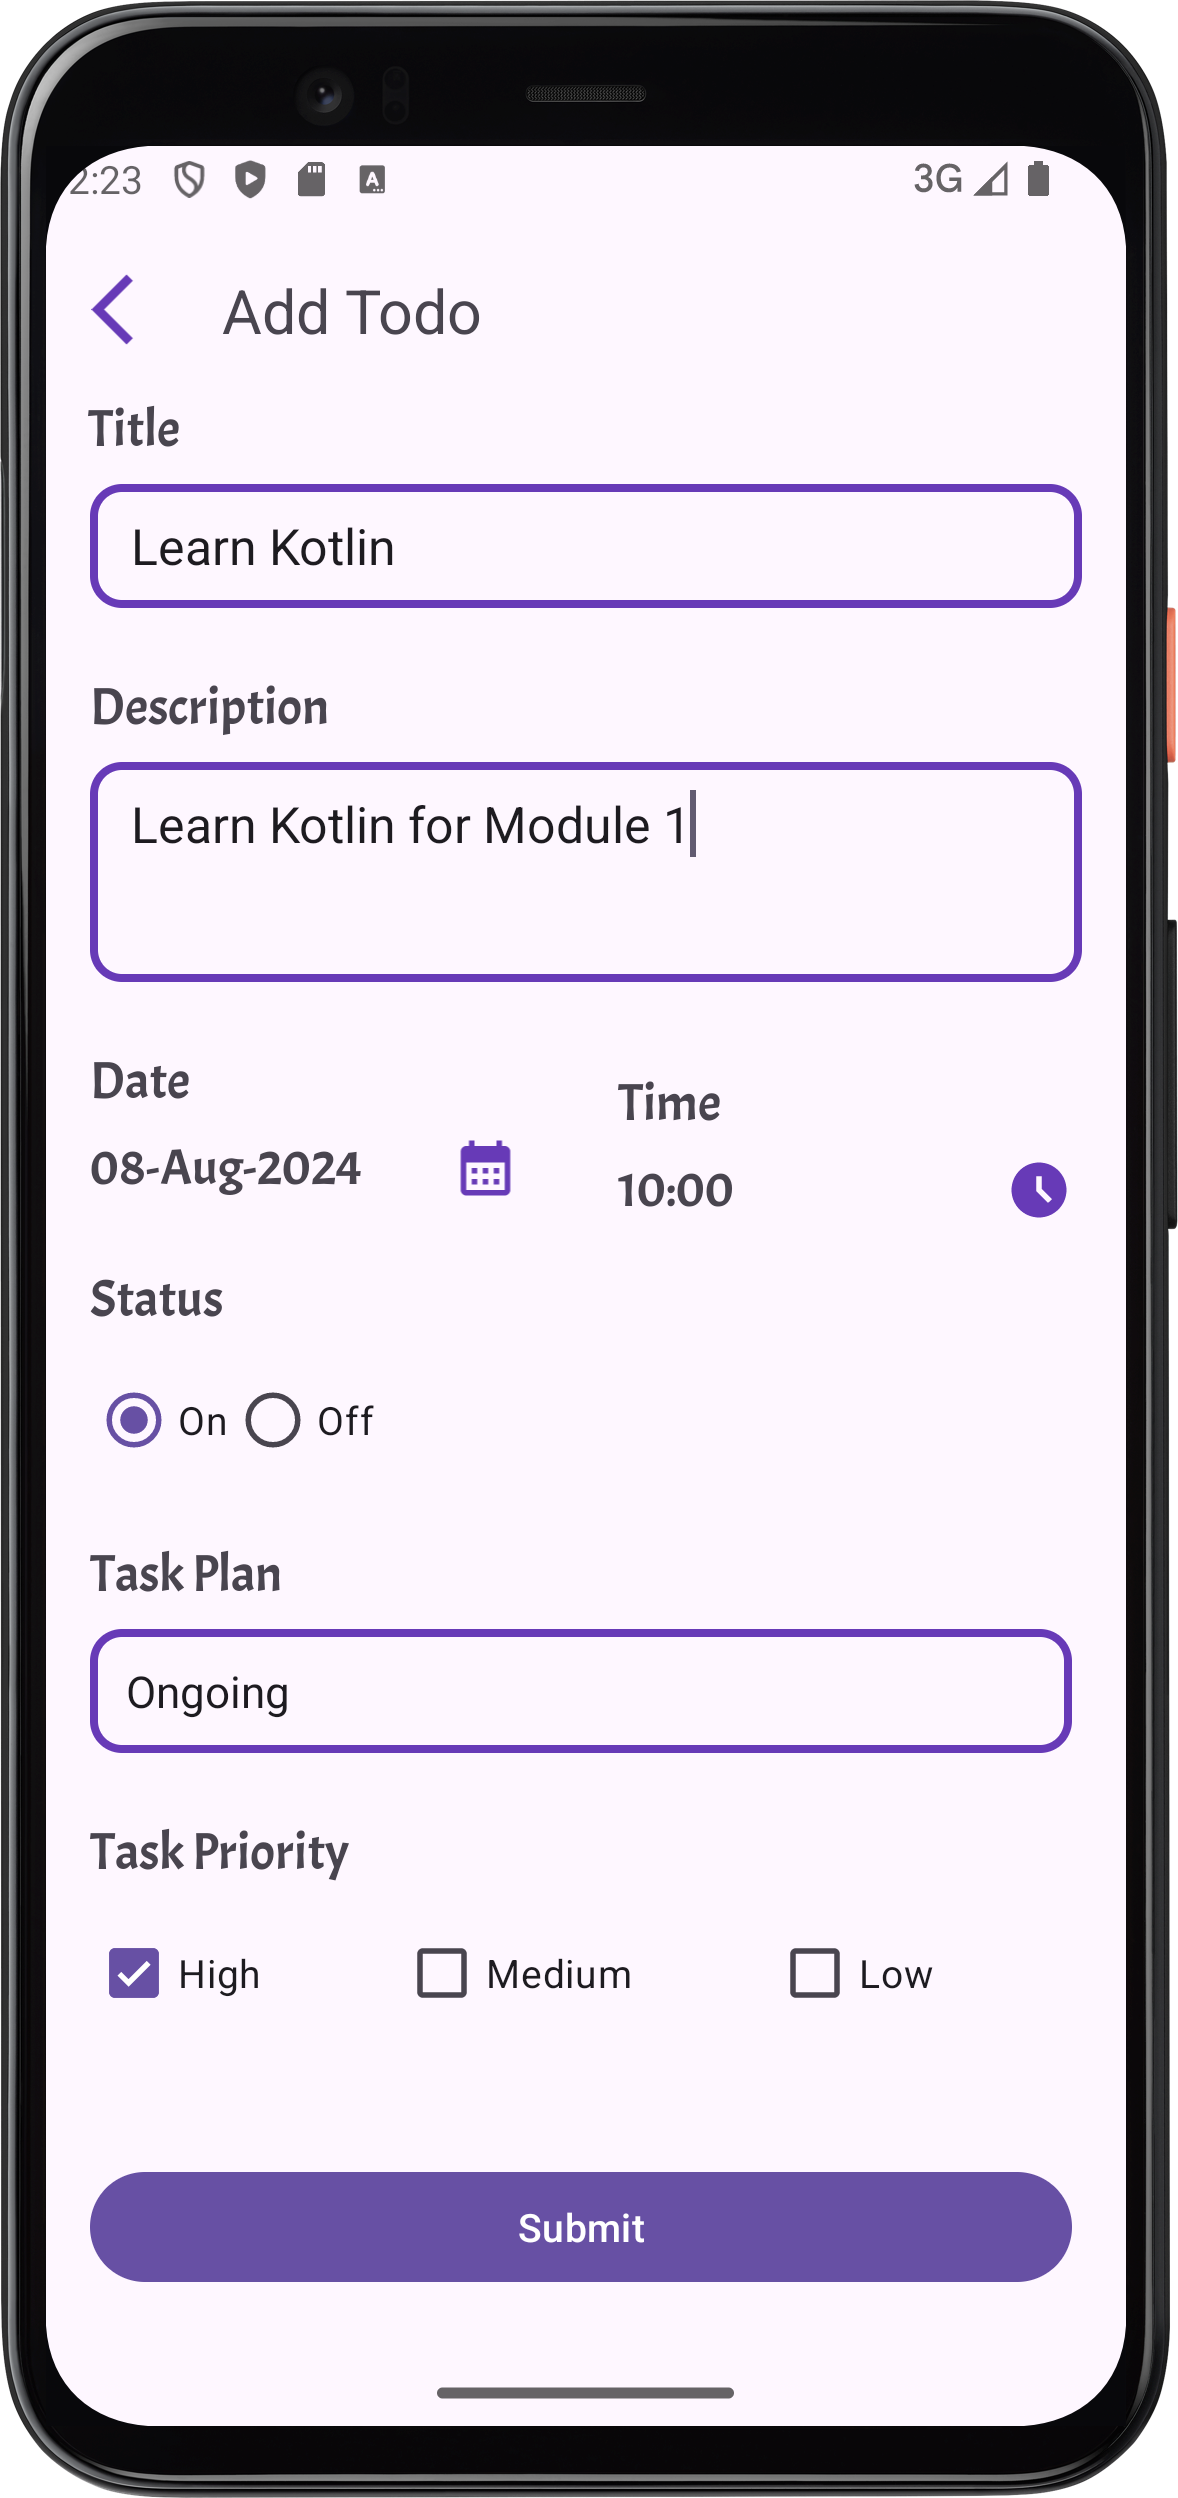 2:23 3G
Add Todo
Title
Learn Kotlin
Description
Learn Kotlin for Module 1
Date
Time
08-Aug-2024
10:00
Status
On Off
Task Plan
Ongoing
Task Priority
High Medium Low
Submit